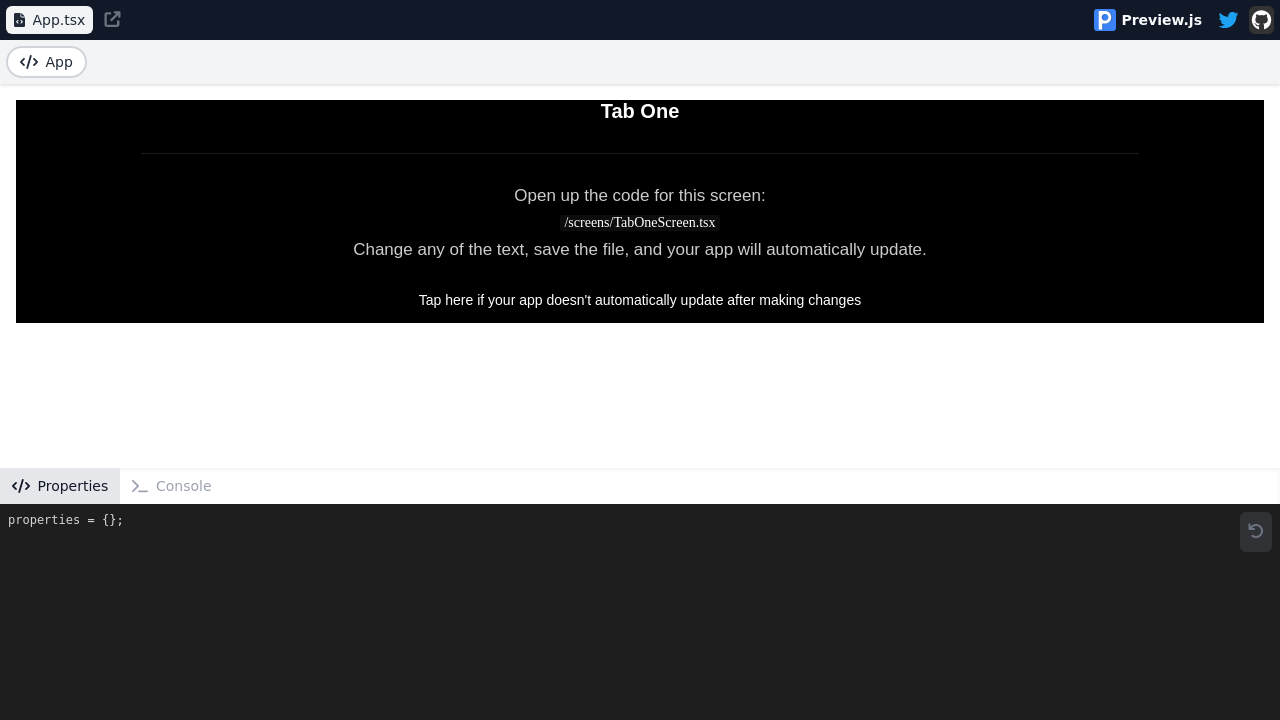 App.tsx
Preview.js
App
Tab One
Open up the code for this screen:
/screens/TabOneScreen.tsx
Change any of the text, save the file, and your app will automatically update.
Tap here if your app doesn't automatically update after making changes
Properties
Console
properties = {};